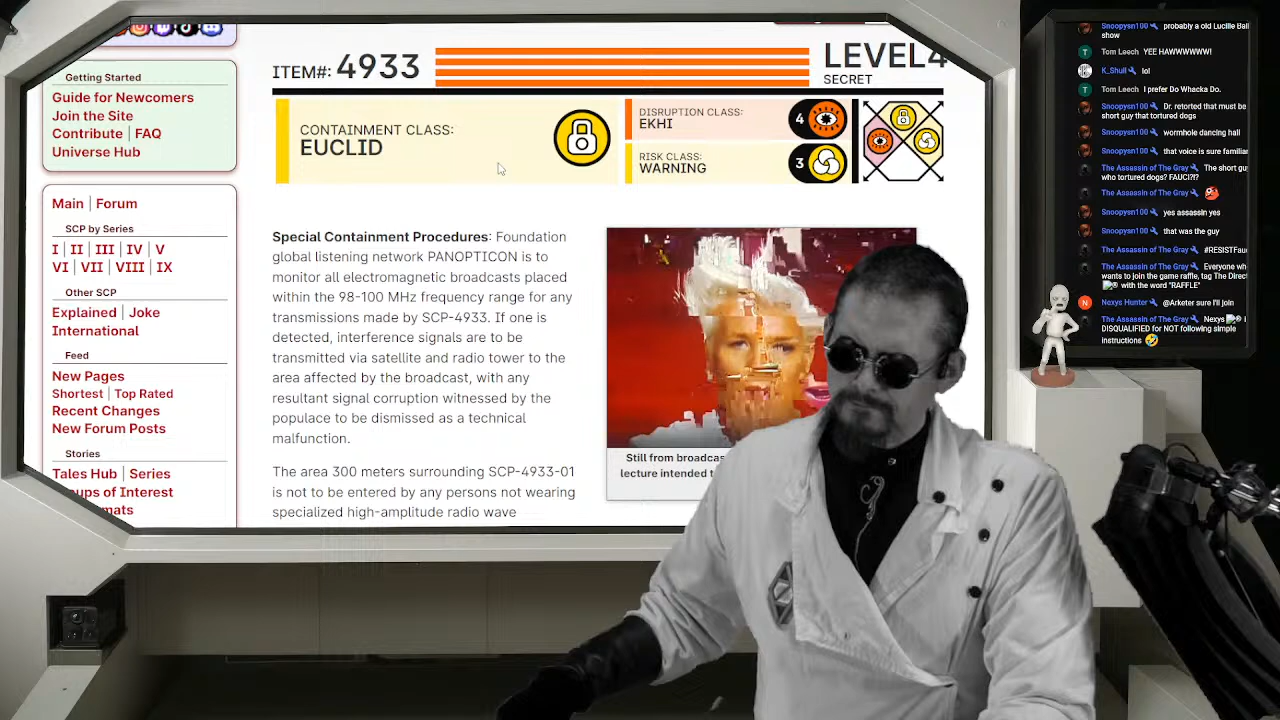 Getting Started
Guide for Newcomers
Join the Site
Contribute | FAQ
Universe Hub
Main | Forum
SCP by Series
I | II | III | IV | V
VI | VII | VIII | IX
Other SCP
Explained | Joke
International
Feed
New Pages
Shortest | Top Rated
Recent Changes
New Forum Posts
Stories
Tales Hub | Series
ups of Interest
mats
ITEM#: 4933
LEVEL4
SECRET
CONTAINMENT CLASS:
EUCLID
DISRUPTION CLASS:
EKHI
4
RISK CLASS:
WARNING
3
Special Containment Procedures: Foundation
global listening network PANOPTICON is to
monitor all electromagnetic broadcasts placed
within the 98-100 MHz frequency range for any
transmissions made by SCP-4933. If one is
detected, interference signals are to be
transmitted via satellite and radio tower to the
area affected by the broadcast, with any
resultant signal corruption witnessed by the
populace to be dismissed as a technical
malfunction.
The area 300 meters surrounding SCP-4933-01
is not to be entered by any persons not wearing
specialized high-amplitude radio wave
Still from broadcas
lecture intended t
Snoopysn100 probably a old Lucille Ball
show
T Tom Leech YEE HAWWWWWW!
K_Shull lol
T Tom Leech I prefer Do Whacka Do.
Snoopysn100 Dr. retorted that must be
short guy that tortured dogs
Snoopysn100 wormhole dancing hall
Snoopysn100 that voice is sure familiar
The Assassin of The Gray The short guy
who tortured dogs? FAUCI?!?
The Assassin of The Gray
Snoopysn100 yes assassin yes
Snoopysn100 that was the guy
The Assassin of The Gray #RESISTFau
The Assassin of The Gray Everyone wh
wants to join the game raffle, tag The Direct
with the word "RAFFLE"
N Nexys Hunter @Arketer sure I'll join
The Assassin of The Gray Nexys
DISQUALIFIED for NOT following simple
instructions